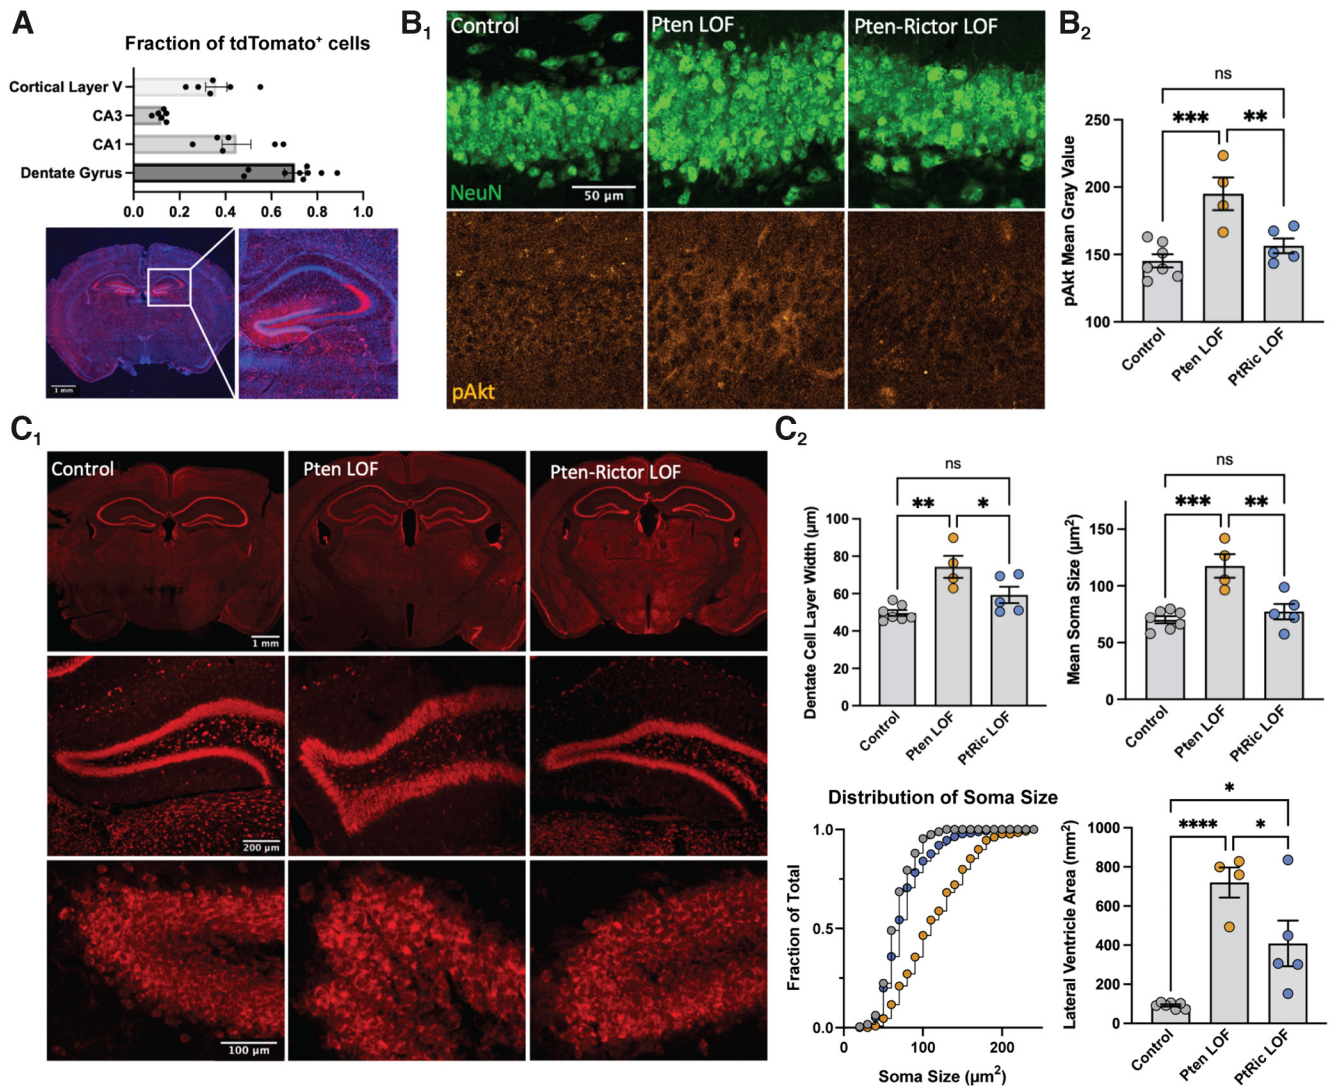 A
Fraction of tdTomato⁺ cells
Cortical Layer V
CA3
CA1
Dentate Gyrus
0.0 0.2 0.4 0.6 0.8 1.0
1 mm
B1
Control
Pten LOF
Pten-Rictor LOF
NeuN
50 µm
pAkt
B2
ns
*** **
pAkt Mean Gray Value
250
200
150
100
Control
Pten LOF
PtRic LOF
C1
Control
Pten LOF
Pten-Rictor LOF
1 mm
200 µm
100 µm
C2
ns
** *
Dentate Cell Layer Width (µm)
100
80
60
40
20
0
Control
Pten LOF
PtRic LOF
ns
*** **
Mean Soma Size (µm²)
150
100
50
0
Control
Pten LOF
PtRic LOF
Distribution of Soma Size
Fraction of Total
1.0
0.5
0.0
0 100 200
Soma Size (µm²)
*
**** *
Lateral Ventricle Area (mm²)
1000
800
600
400
200
0
Control
Pten LOF
PtRic LOF